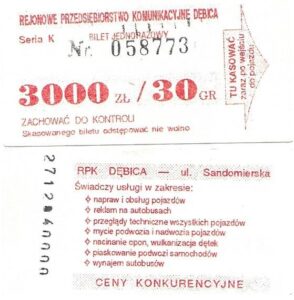 REJONOWE PRZEDSIĘBIORSTWO KOMUNIKACYJNE DĘBICA
Seria K BILET JEDNORAZOWY
Nr 058773
3000 ZŁ / 30 GR
ZACHOWAĆ DO KONTROLI
Skasowanego biletu odstępować nie wolno
TU KASOWAĆ
zaraz po wejściu
do pojazdu
2712#40000
RPK DĘBICA — ul. Sandomierska
Świadczy usługi w zakresie:
❖ napraw i obsług pojazdów
❖ reklam na autobusach
❖ przeglądy techniczne wszystkich pojazdów
❖ mycie podwozia i nadwozia pojazdów
❖ nacinanie opon, wulkanizacja dętek
❖ piaskowanie podwozi samochodów
❖ wynajem autobusów
CENY KONKURENCYJNE